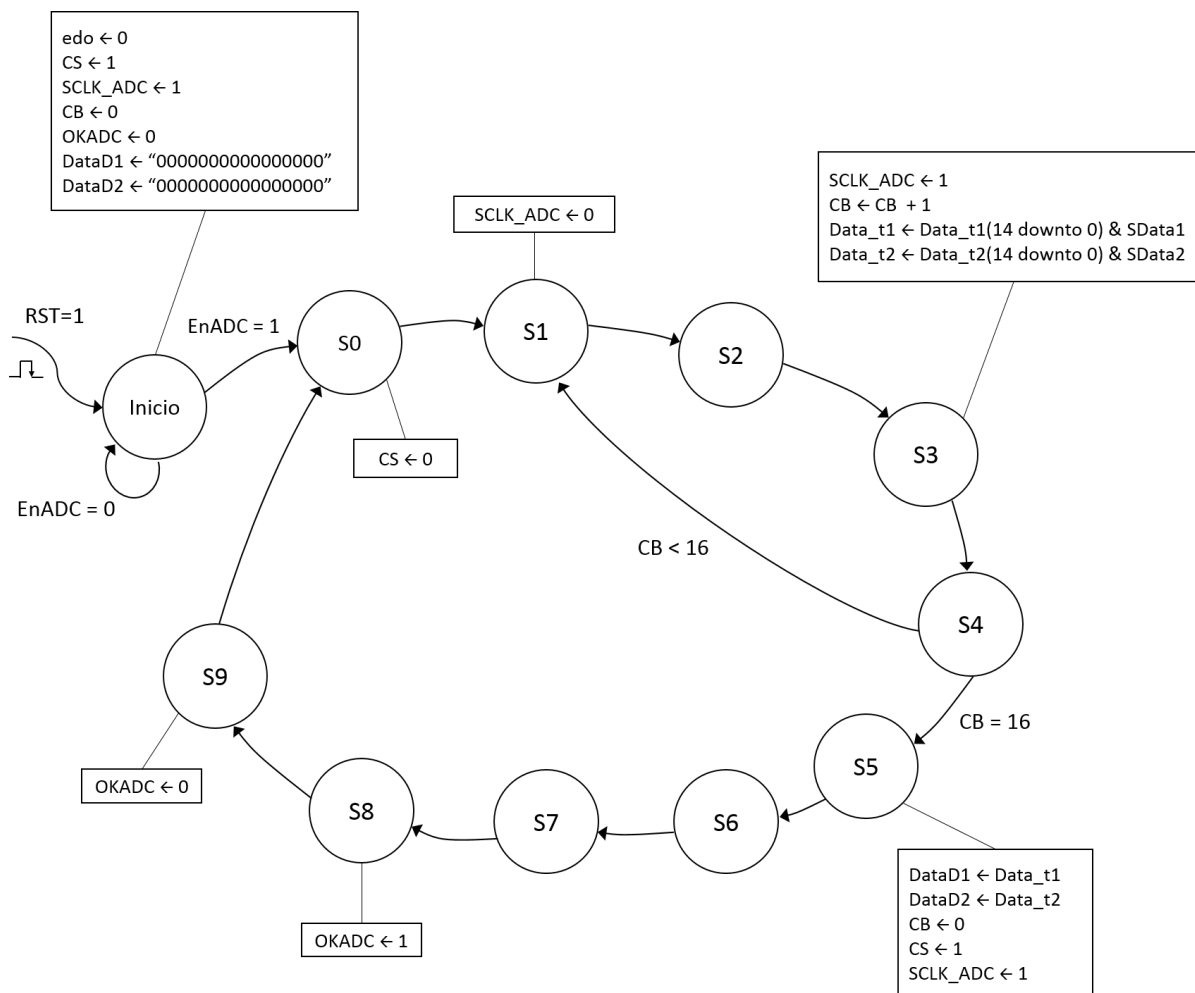 edo ← 0
CS ← 1
SCLK_ADC ← 1
CB ← 0
OKADC ← 0
DataD1 ← “0000000000000000”
DataD2 ← “0000000000000000”
SCLK_ADC ← 1
CB ← CB + 1
Data_t1 ← Data_t1(14 downto 0) & SData1
Data_t2 ← Data_t2(14 downto 0) & SData2
SCLK_ADC ← 0
RST=1
EnADC = 1
S0
S1
S2
Inicio
S3
CS ← 0
EnADC = 0
CB < 16
S4
S9
CB = 16
S5
OKADC ← 0
S8
S7
S6
OKADC ← 1
DataD1 ← Data_t1
DataD2 ← Data_t2
CB ← 0
CS ← 1
SCLK_ADC ← 1